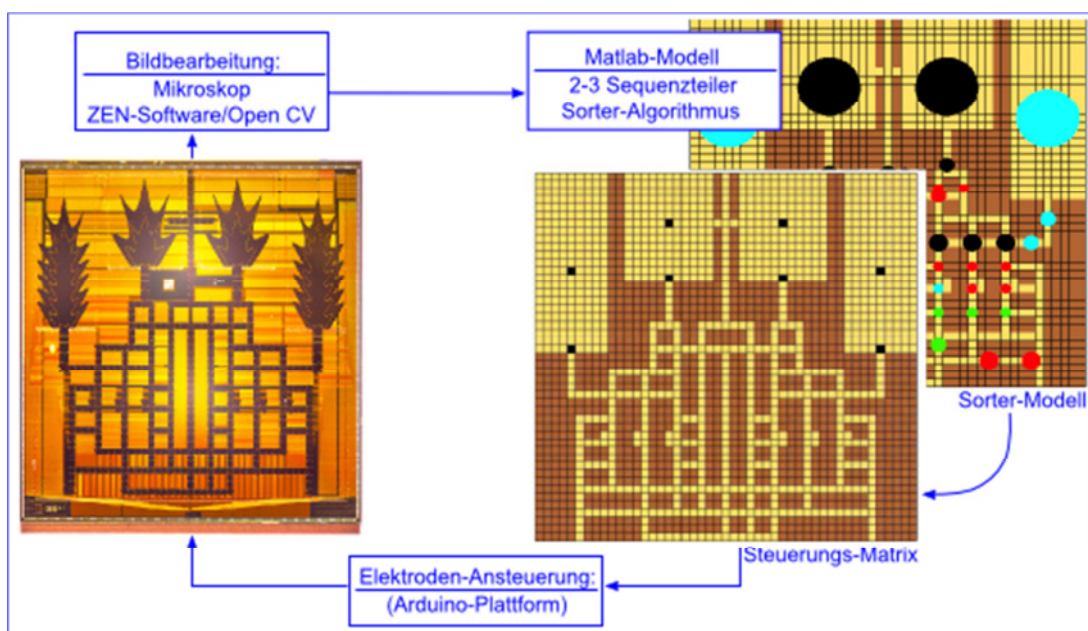 Bildbearbeitung:
Mikroskop
ZEN-Software/Open CV
Matlab-Modell
2-3 Sequenzteiler
Sorter-Algorithmus
Sorter-Modell
Steuerungs-Matrix
Elektroden-Ansteuerung:
(Arduino-Plattform)